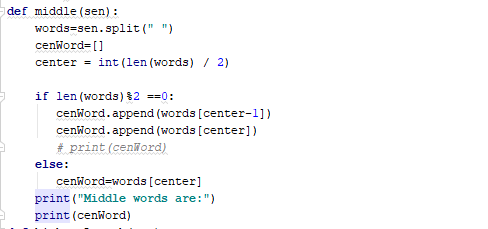 def middle(sen):
    words=sen.split(" ")
    cenWord=[]
    center = int(len(words) / 2)

    if len(words)%2 ==0:
       cenWord.append(words[center-1])
       cenWord.append(words[center])
       # print(cenWord)
    else:
       cenWord=words[center]
    print("Middle words are:")
    print(cenWord)